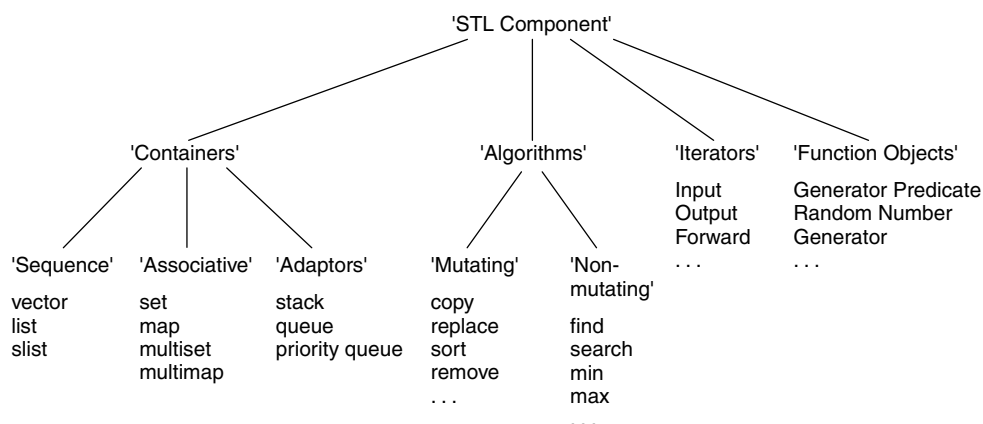 'STL Component'
'Containers'
'Algorithms'
'Iterators'
'Function Objects'
Input
Output
Forward
. . .
Generator Predicate
Random Number
Generator
. . .
'Sequence'
vector
list
slist
'Associative'
set
map
multiset
multimap
'Adaptors'
stack
queue
priority queue
'Mutating'
copy
replace
sort
remove
. . .
'Non-
mutating'
find
search
min
max
. . .